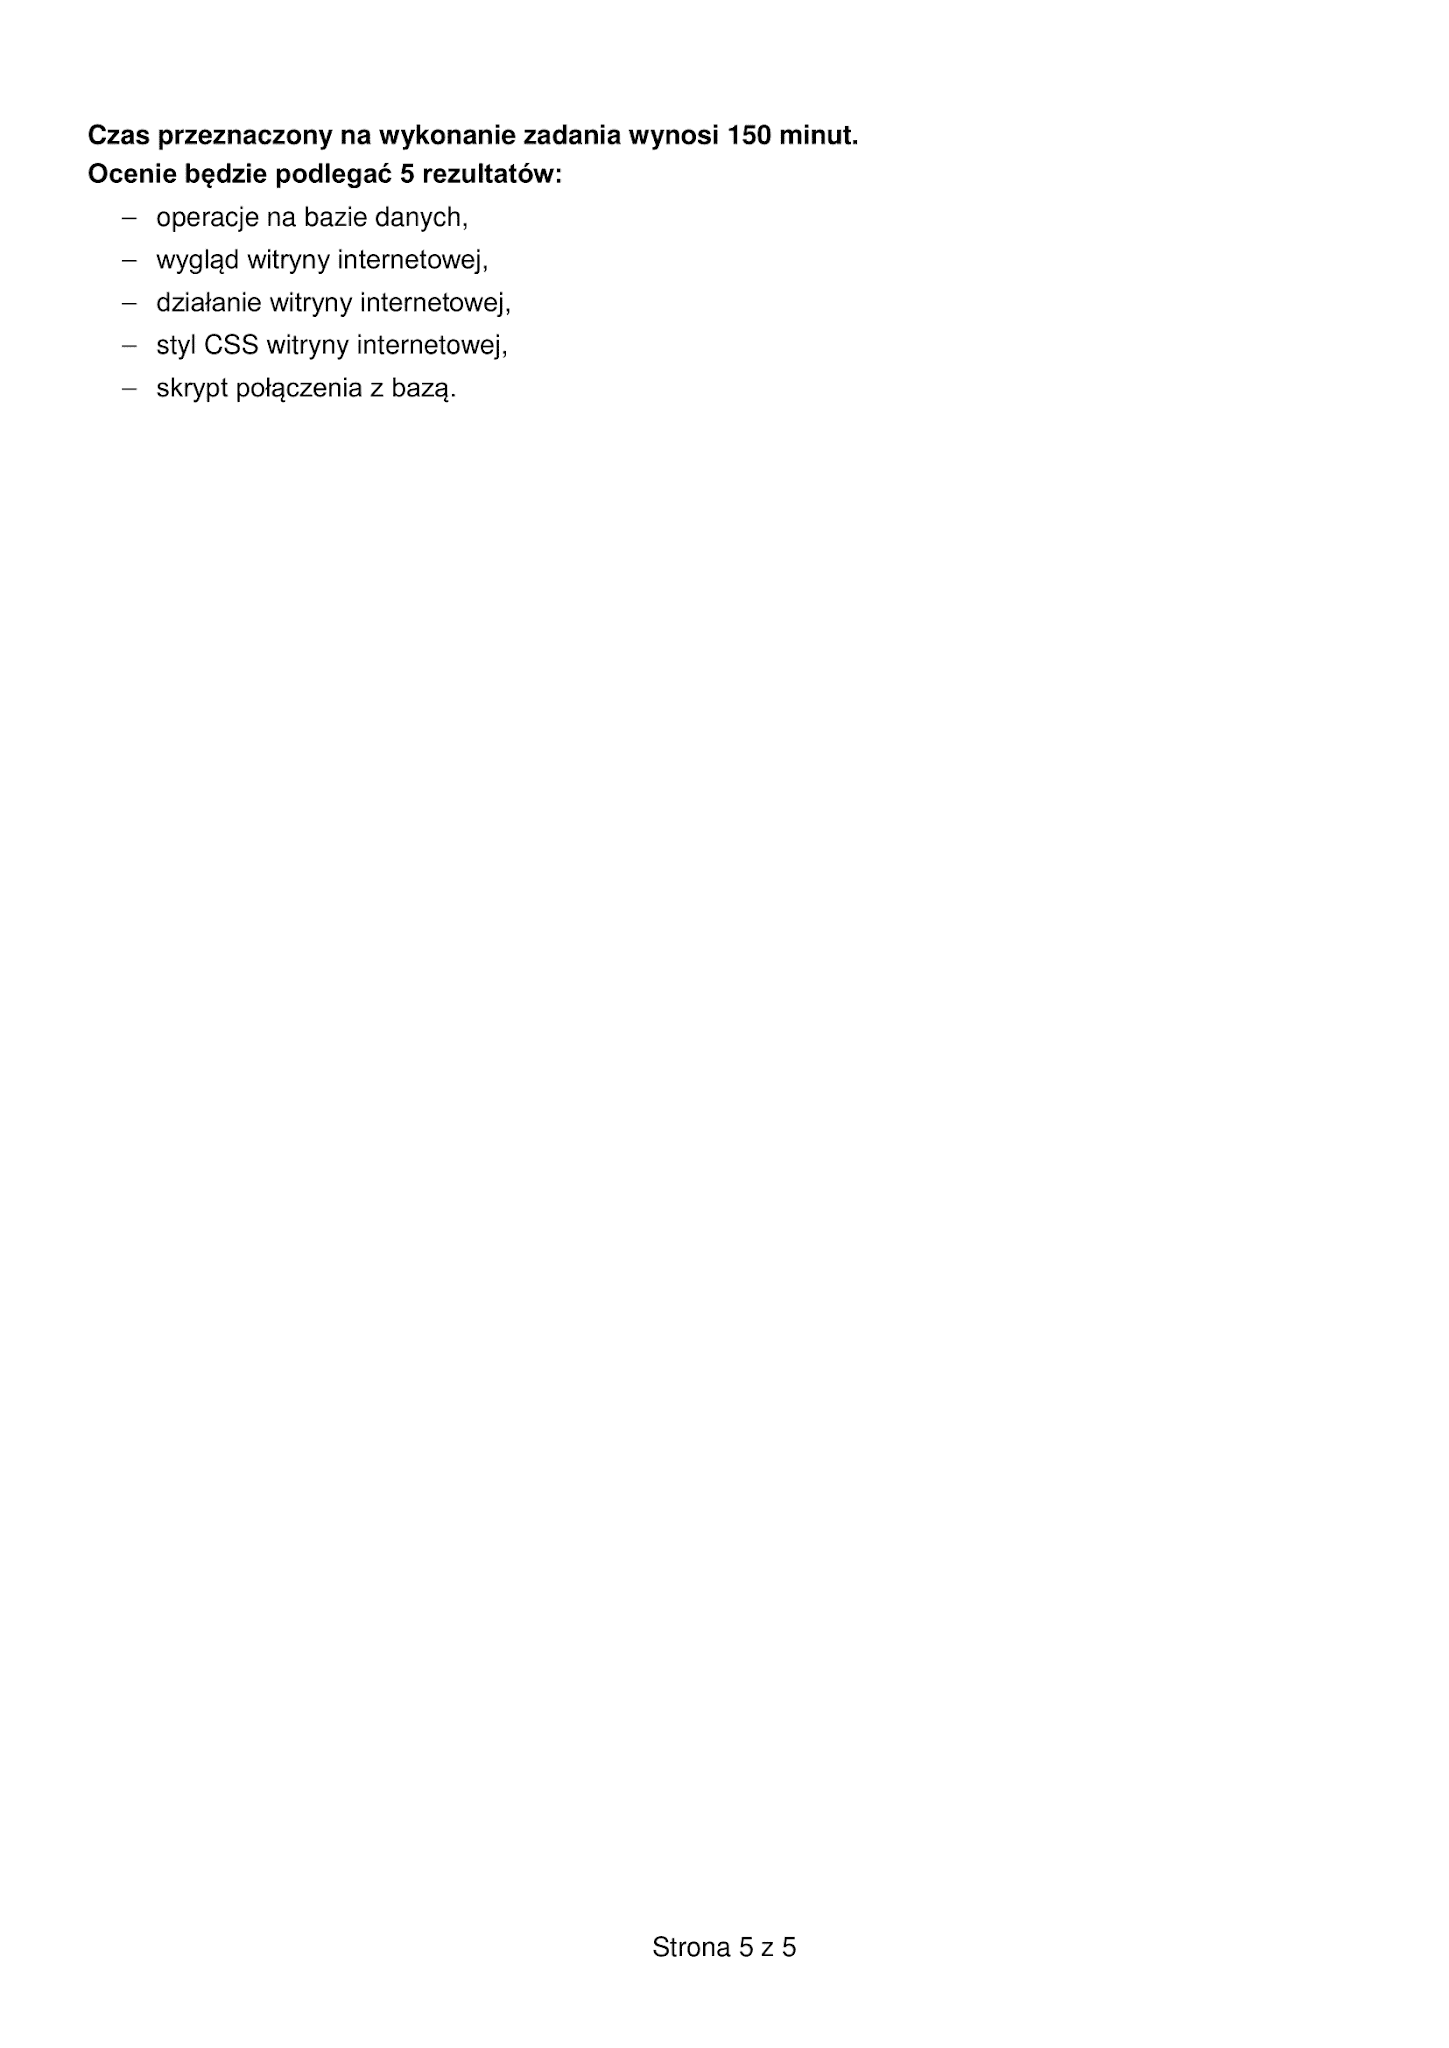 Czas przeznaczony na wykonanie zadania wynosi 150 minut.
Ocenie będzie podlegać 5 rezultatów:
– operacje na bazie danych,
– wygląd witryny internetowej,
– działanie witryny internetowej,
– styl CSS witryny internetowej,
– skrypt połączenia z bazą.
Strona 5 z 5